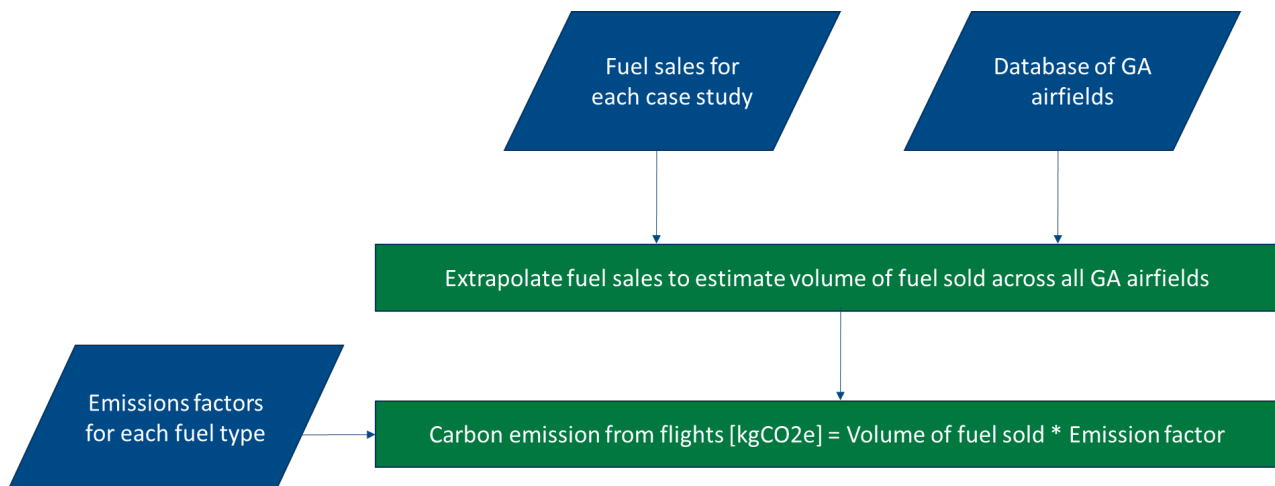 Fuel sales for
each case study
Database of GA
airfields
Extrapolate fuel sales to estimate volume of fuel sold across all GA airfields
Emissions factors
for each fuel type
Carbon emission from flights [kgCO2e] = Volume of fuel sold * Emission factor